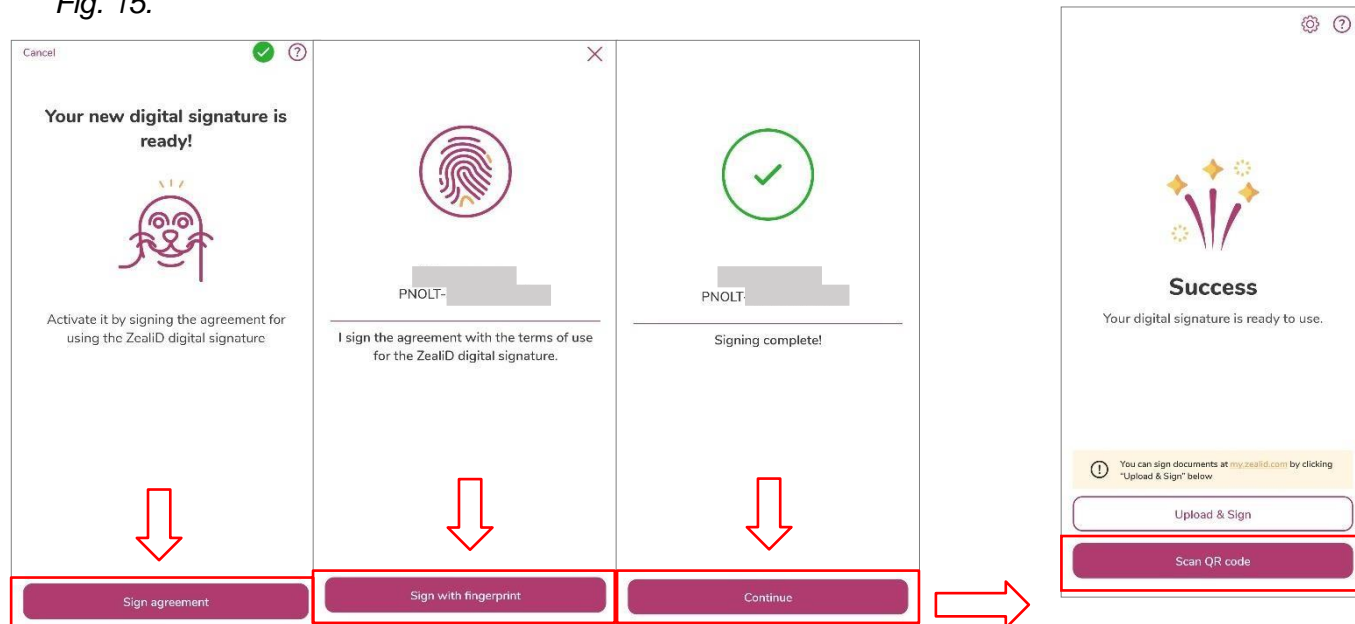 Fig. 15.
Cancel
Your new digital signature is
ready!
Activate it by signing the agreement for
using the ZealiD digital signature
Sign agreement
PNOLT-
I sign the agreement with the terms of use
for the ZealiD digital signature.
Sign with fingerprint
PNOLT-
Signing complete!
Continue
?
?
Success
Your digital signature is ready to use.
! You can sign documents at my.zealid.com by clicking
"Upload & Sign" below
Upload & Sign
Scan QR code